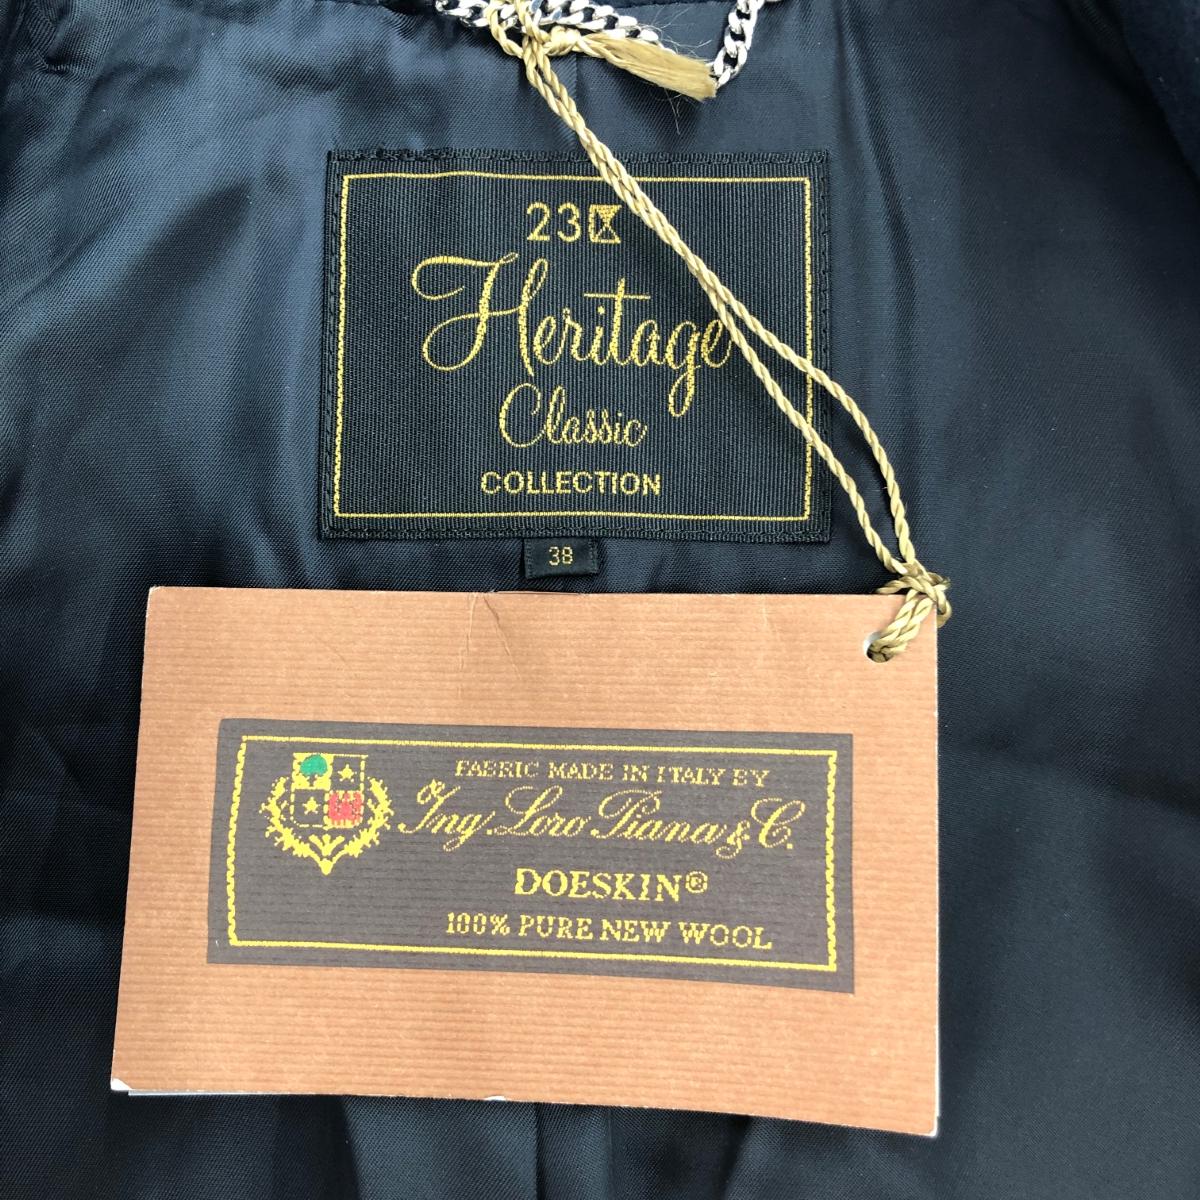 23区
Heritage
Classic
COLLECTION
38
FABRIC MADE IN ITALY BY
Ing Loro Piana & C.
DOESKIN®
100% PURE NEW WOOL